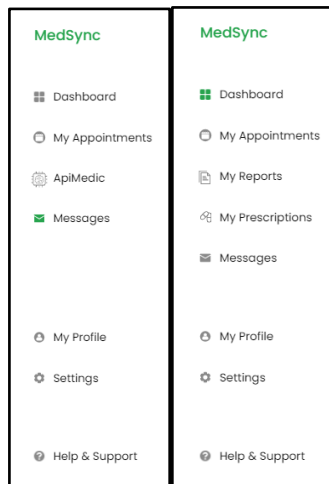 MedSync
Dashboard
My Appointments
ApiMedic
Messages
My Profile
Settings
Help & Support
MedSync
Dashboard
My Appointments
My Reports
My Prescriptions
Messages
My Profile
Settings
Help & Support